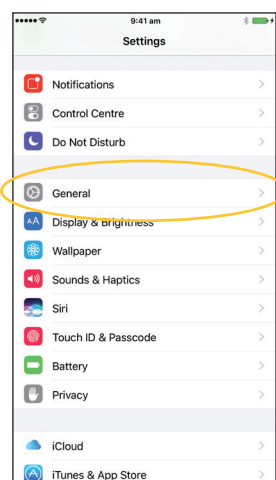 9:41 am
Settings
Notifications
Control Centre
Do Not Disturb
General
AA Display & Brightness
Wallpaper
Sounds & Haptics
Siri
Touch ID & Passcode
Battery
Privacy
iCloud
iTunes & App Store